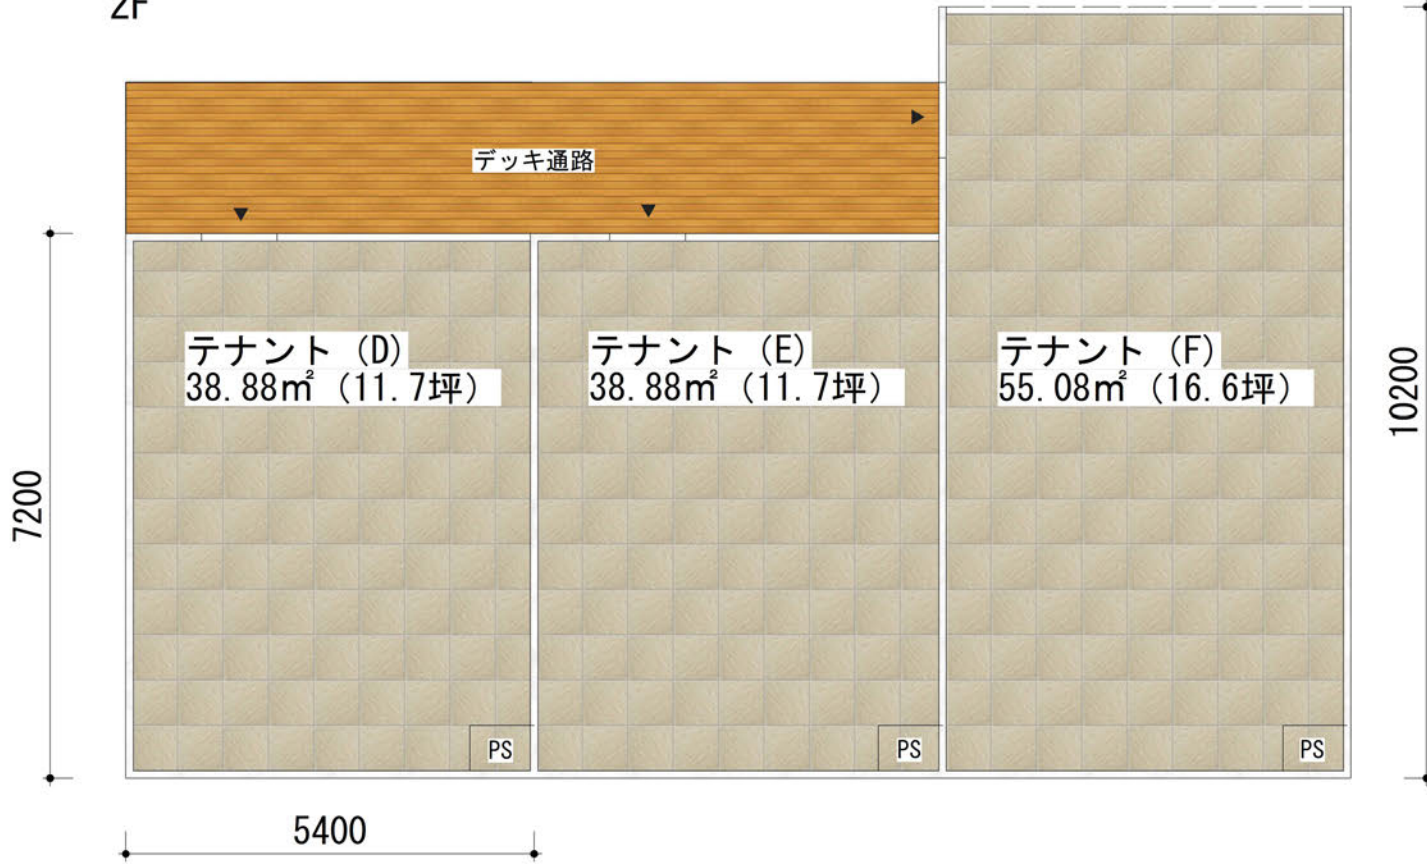 2F
デッキ通路
テナント（D）
38.88㎡（11.7坪）
テナント（E）
38.88㎡（11.7坪）
テナント（F）
55.08㎡（16.6坪）
7200
10200
PS
PS
PS
5400